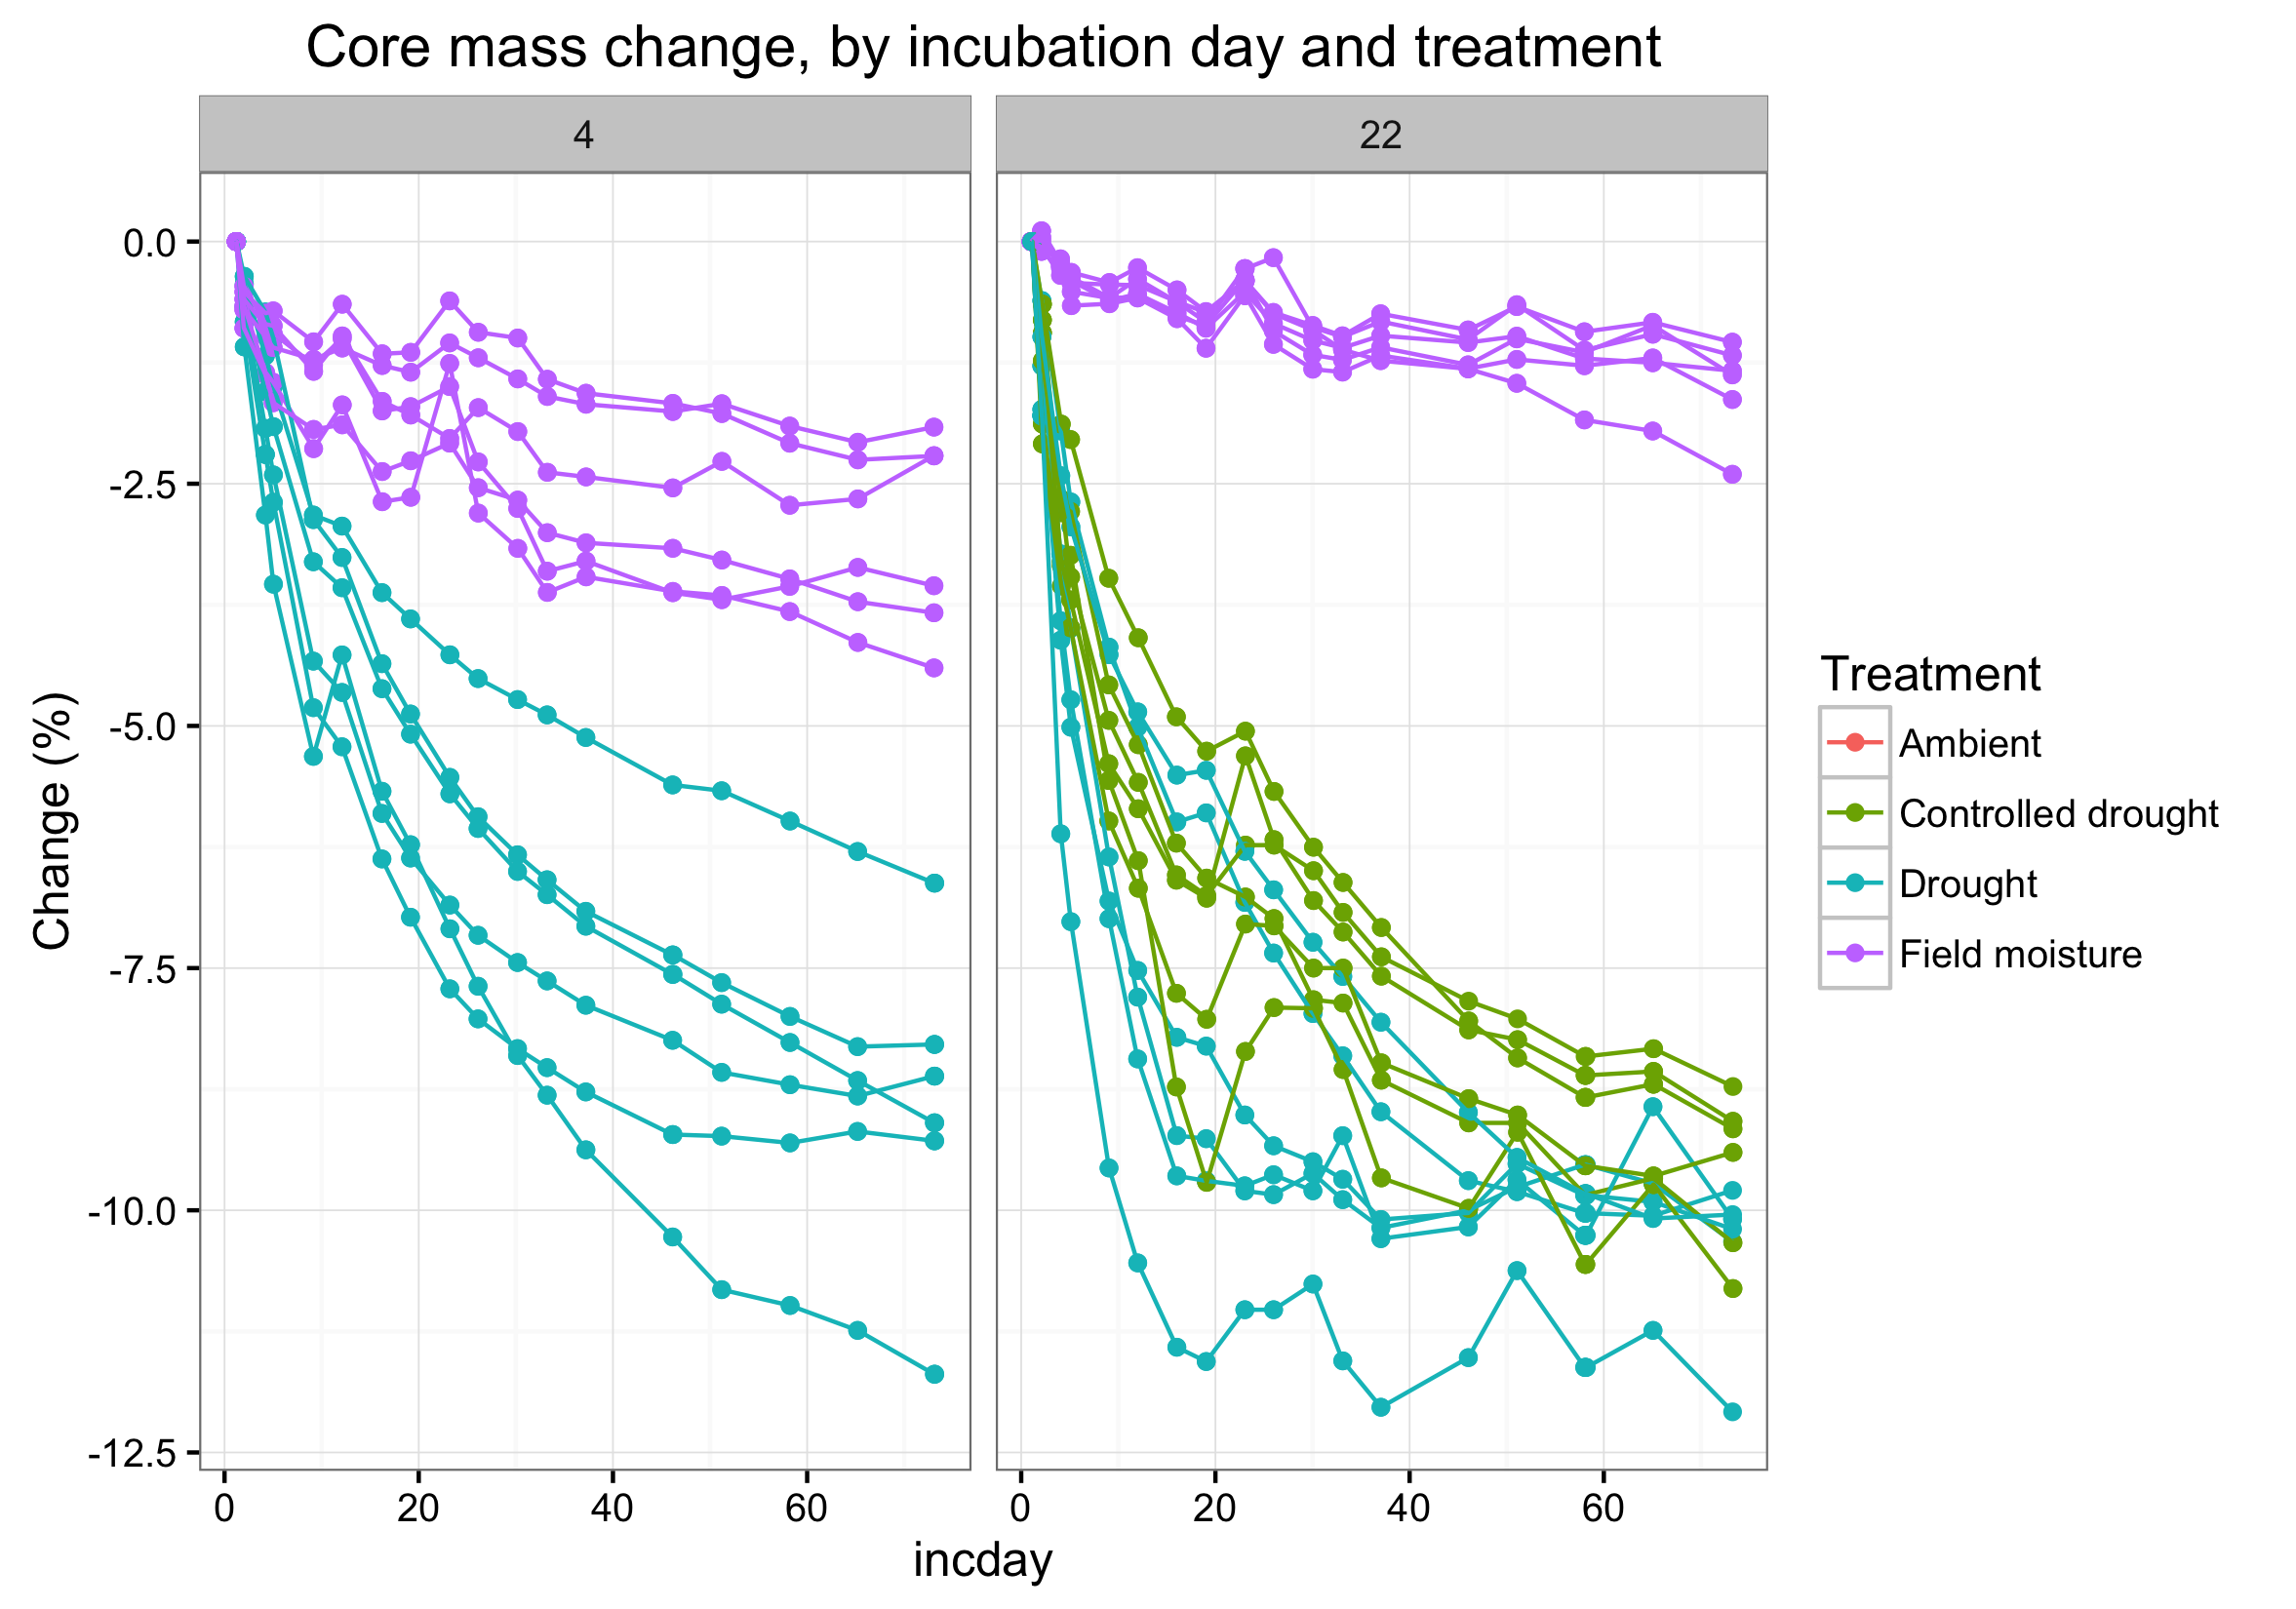 Core mass change, by incubation day and treatment
4
22
Change (%)
0.0
-2.5
-5.0
-7.5
-10.0
-12.5
0 20 40 60
0 20 40 60
incday
Treatment
Ambient
Controlled drought
Drought
Field moisture